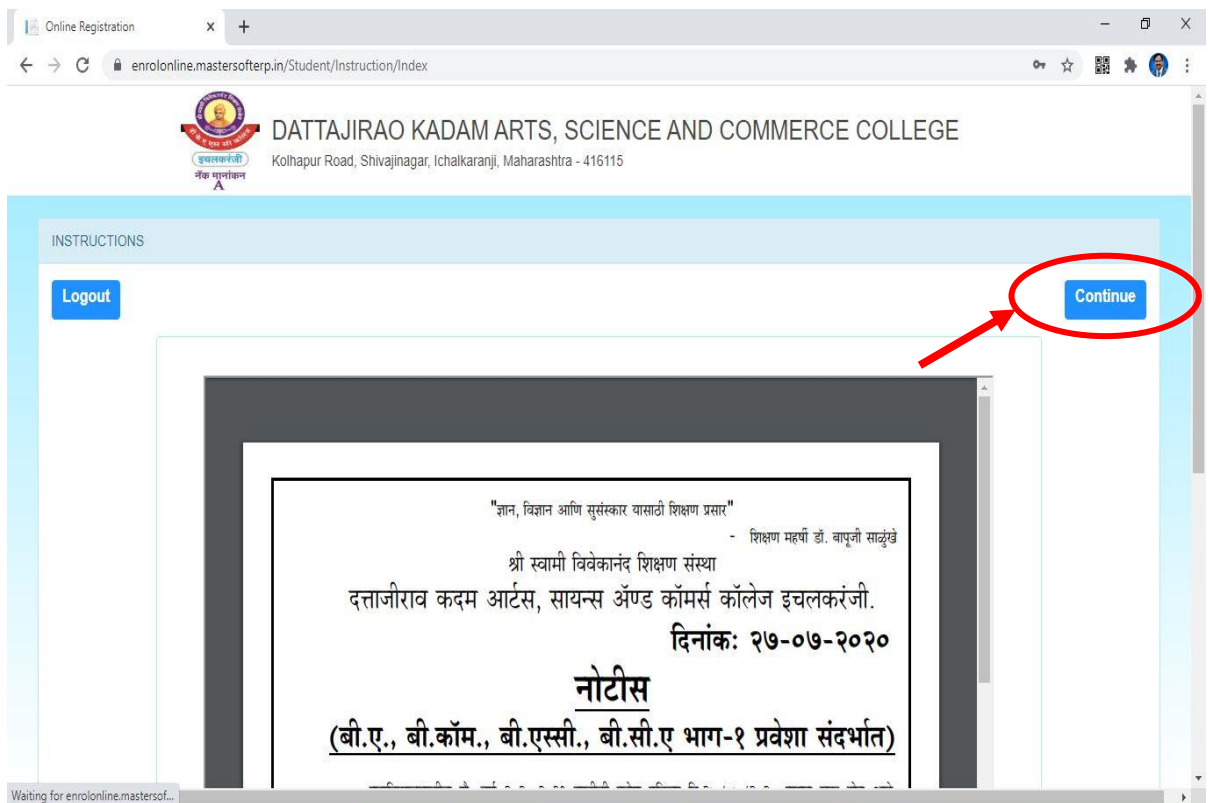 Online Registration
enrolonline.mastersofterp.in/Student/Instruction/Index
DATTAJIRAO KADAM ARTS, SCIENCE AND COMMERCE COLLEGE
Kolhapur Road, Shivajinagar, Ichalkaranji, Maharashtra - 416115
इचलकरंजी
नॅक मानांकन
A
INSTRUCTIONS
Logout
Continue
"ज्ञान, विज्ञान आणि सुसंस्कार यासाठी शिक्षण प्रसार"
- शिक्षण महर्षी डॉ. बापूजी साळुंखे
श्री स्वामी विवेकानंद शिक्षण संस्था
दत्ताजीराव कदम आर्टस, सायन्स ॲण्ड कॉमर्स कॉलेज इचलकरंजी.
दिनांक: २७-०७-२०२०
नोटीस
(बी.ए., बी.कॉम., बी.एस्सी., बी.सी.ए भाग-१ प्रवेशा संदर्भात)
Waiting for enrolonline.mastersof...